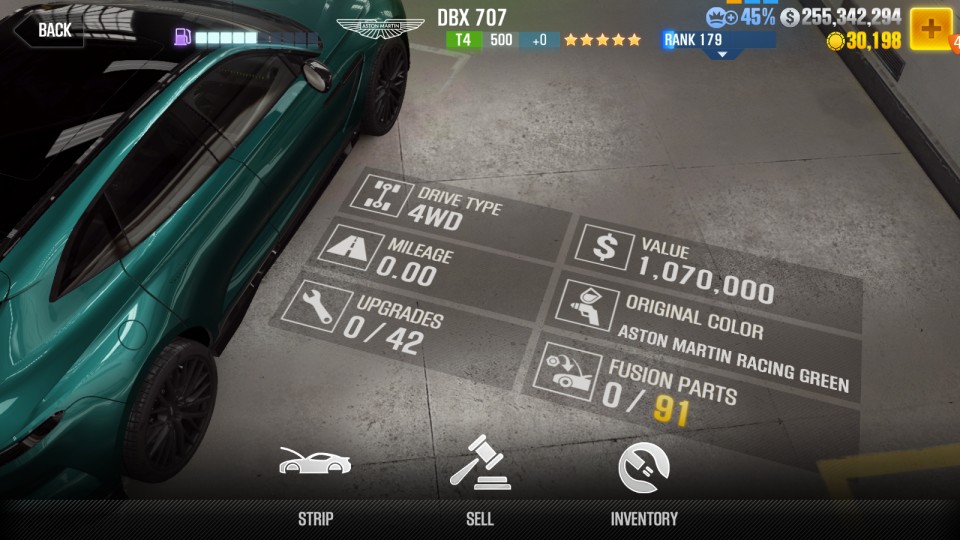 BACK
ASTON MARTIN
DBX 707
T4 500 +0
RANK 179
45%
$ 255,342,294
30,198
4
DRIVE TYPE
4WD
MILEAGE
0.00
UPGRADES
0 / 42
$ VALUE
1,070,000
ORIGINAL COLOR
ASTON MARTIN RACING GREEN
FUSION PARTS
0 / 91
STRIP
SELL
INVENTORY